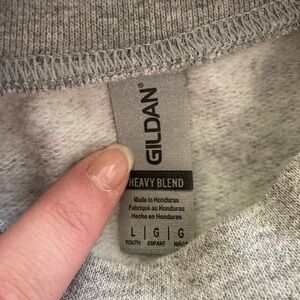 GILDAN®
HEAVY BLEND
Made in Honduras
Fabriqué au Honduras
Hecho en Honduras
L | G | G
YOUTH ENFANT NIÑO